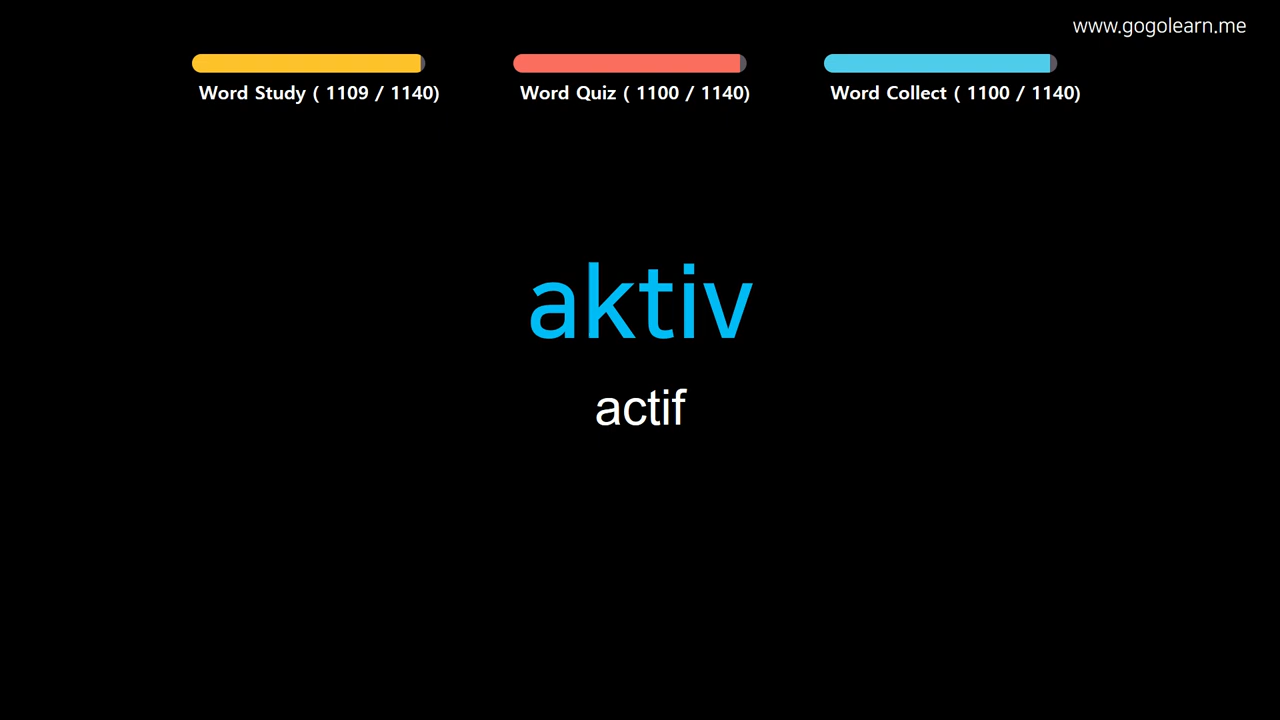 www.gogolearn.me
Word Study ( 1109 / 1140)
Word Quiz ( 1100 / 1140)
Word Collect ( 1100 / 1140)
aktiv
actif